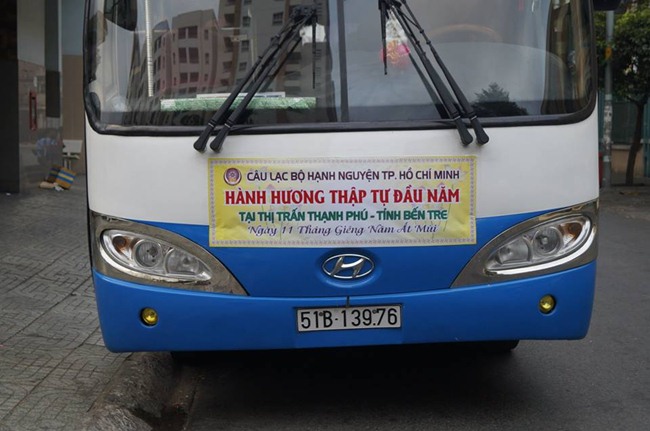 CÂU LẠC BỘ HẠNH NGUYỆN TP. HỒ CHÍ MINH
HÀNH HƯƠNG THẬP TỰ ĐẦU NĂM
TẠI THỊ TRẤN THẠNH PHÚ - TỈNH BẾN TRE
Ngày 11 Tháng Giêng Năm Ất Mùi
51B-139.76